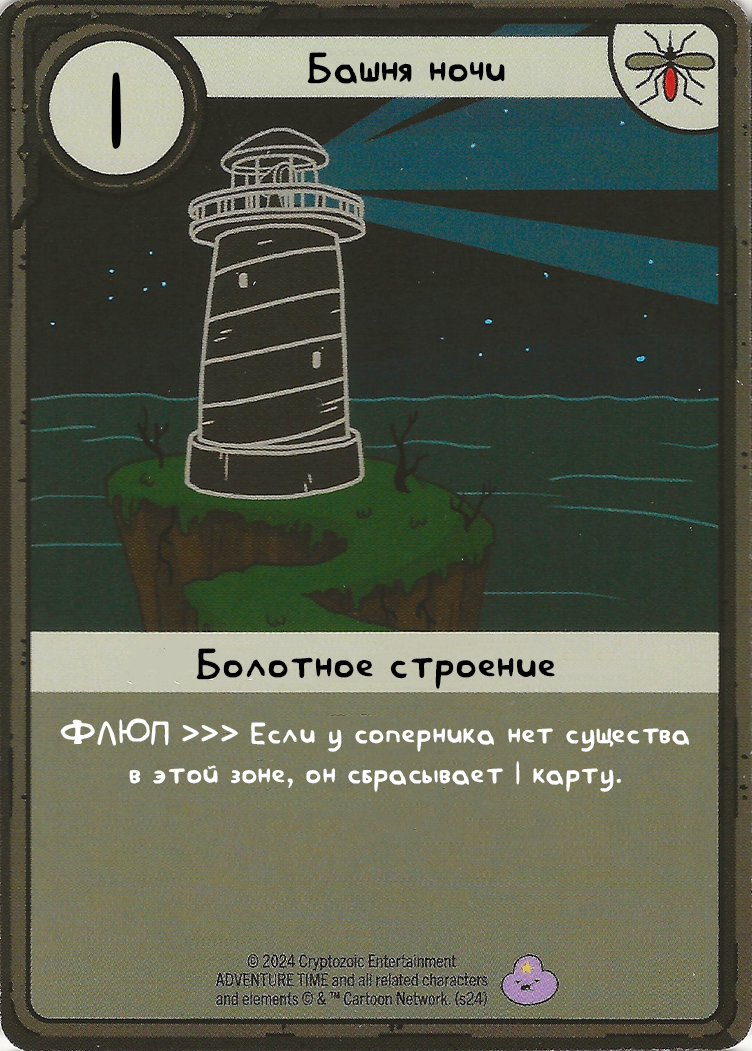 1
Башня ночи
Болотное строение
ФЛЮП >>> Если у соперника нет существа
в этой зоне, он сбрасывает 1 карту.
© 2024 Cryptozoic Entertainment
ADVENTURE TIME and all related characters
and elements © & ™ Cartoon Network. (s24)